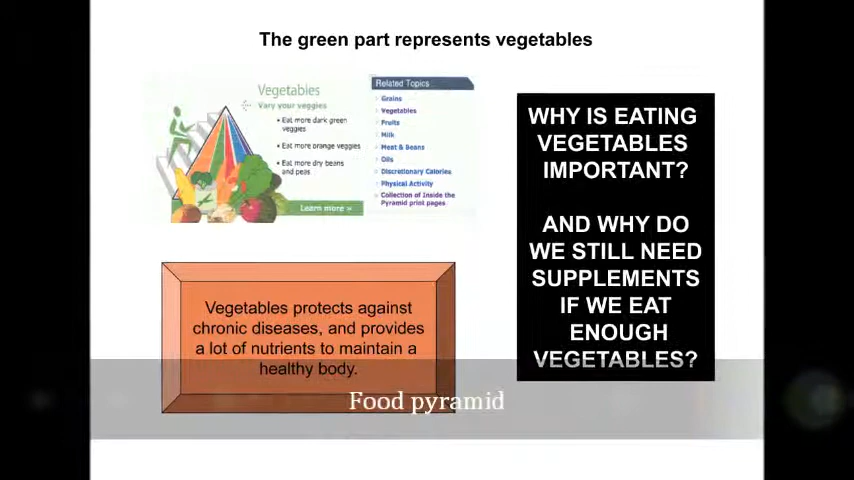 The green part represents vegetables
Vegetables
Vary your veggies
• Eat more dark green
veggies
• Eat more orange veggies
• Eat more dry beans
and peas
Learn more »
Related Topics
Grains
Vegetables
Fruits
Milk
Meat & Beans
Oils
Discretionary Calories
Physical Activity
Collection of Inside the
Pyramid print pages
WHY IS EATING
VEGETABLES
IMPORTANT?
AND WHY DO
WE STILL NEED
SUPPLEMENTS
IF WE EAT
ENOUGH
VEGETABLES?
Vegetables protects against
chronic diseases, and provides
a lot of nutrients to maintain a
healthy body.
Food pyramid